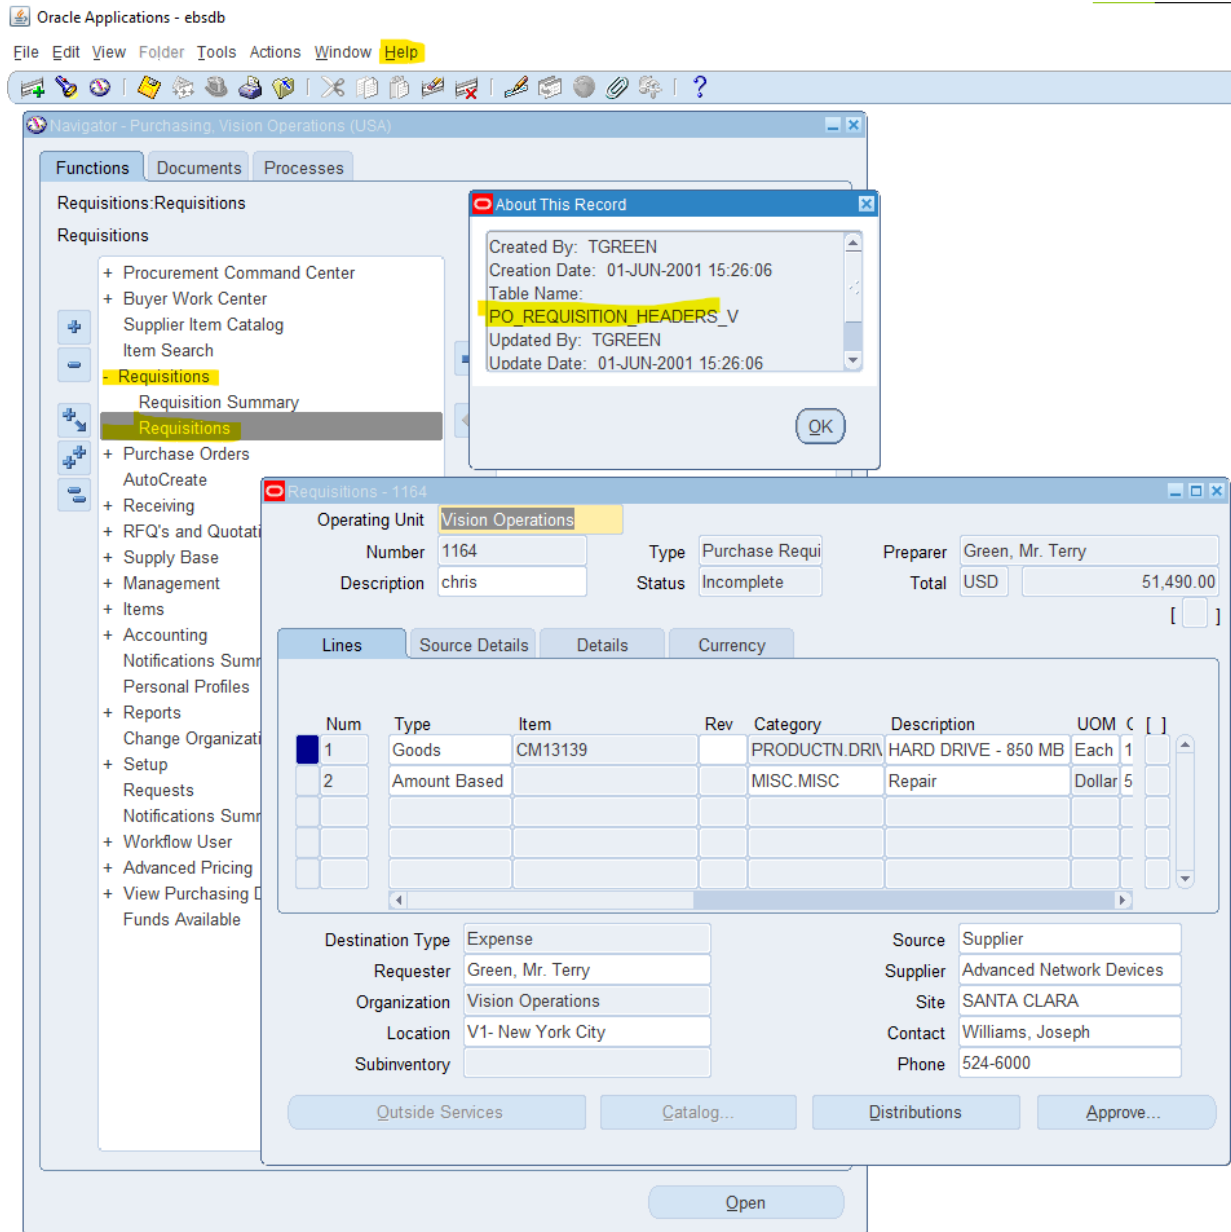 Oracle Applications - ebsdb
File Edit View Folder Tools Actions Window Help
Navigator - Purchasing, Vision Operations (USA)
Functions Documents Processes
Requisitions:Requisitions
Requisitions
+ Procurement Command Center
+ Buyer Work Center
Supplier Item Catalog
Item Search
- Requisitions
Requisition Summary
Requisitions
+ Purchase Orders
AutoCreate
+ Receiving
+ RFQ's and Quotati
+ Supply Base
+ Management
+ Items
+ Accounting
Notifications Summ
Personal Profiles
+ Reports
Change Organizati
+ Setup
Requests
Notifications Summ
+ Workflow User
+ Advanced Pricing
+ View Purchasing D
Funds Available
Open
About This Record
Created By: TGREEN
Creation Date: 01-JUN-2001 15:26:06
Table Name:
PO_REQUISITION_HEADERS_V
Updated By: TGREEN
Update Date: 01-JUN-2001 15:26:06
OK
Requisitions - 1164
Operating Unit Vision Operations
Number 1164 Type Purchase Requi Preparer Green, Mr. Terry
Description chris Status Incomplete Total USD 51,490.00
[ ]
Lines Source Details Details Currency
Num Type Item Rev Category Description UOM [ ]
1 Goods CM13139 PRODUCTN.DRIV HARD DRIVE - 850 MB Each 1
2 Amount Based MISC.MISC Repair Dollar 5
Destination Type Expense Source Supplier
Requester Green, Mr. Terry Supplier Advanced Network Devices
Organization Vision Operations Site SANTA CLARA
Location V1- New York City Contact Williams, Joseph
Subinventory Phone 524-6000
Outside Services Catalog... Distributions Approve...